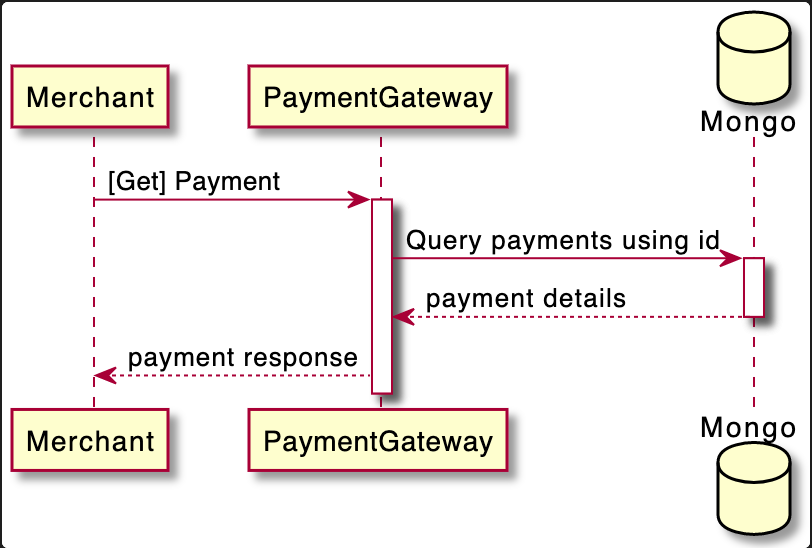 Mongo
Merchant
PaymentGateway
[Get] Payment
Query payments using id
payment details
payment response
Merchant
PaymentGateway
Mongo